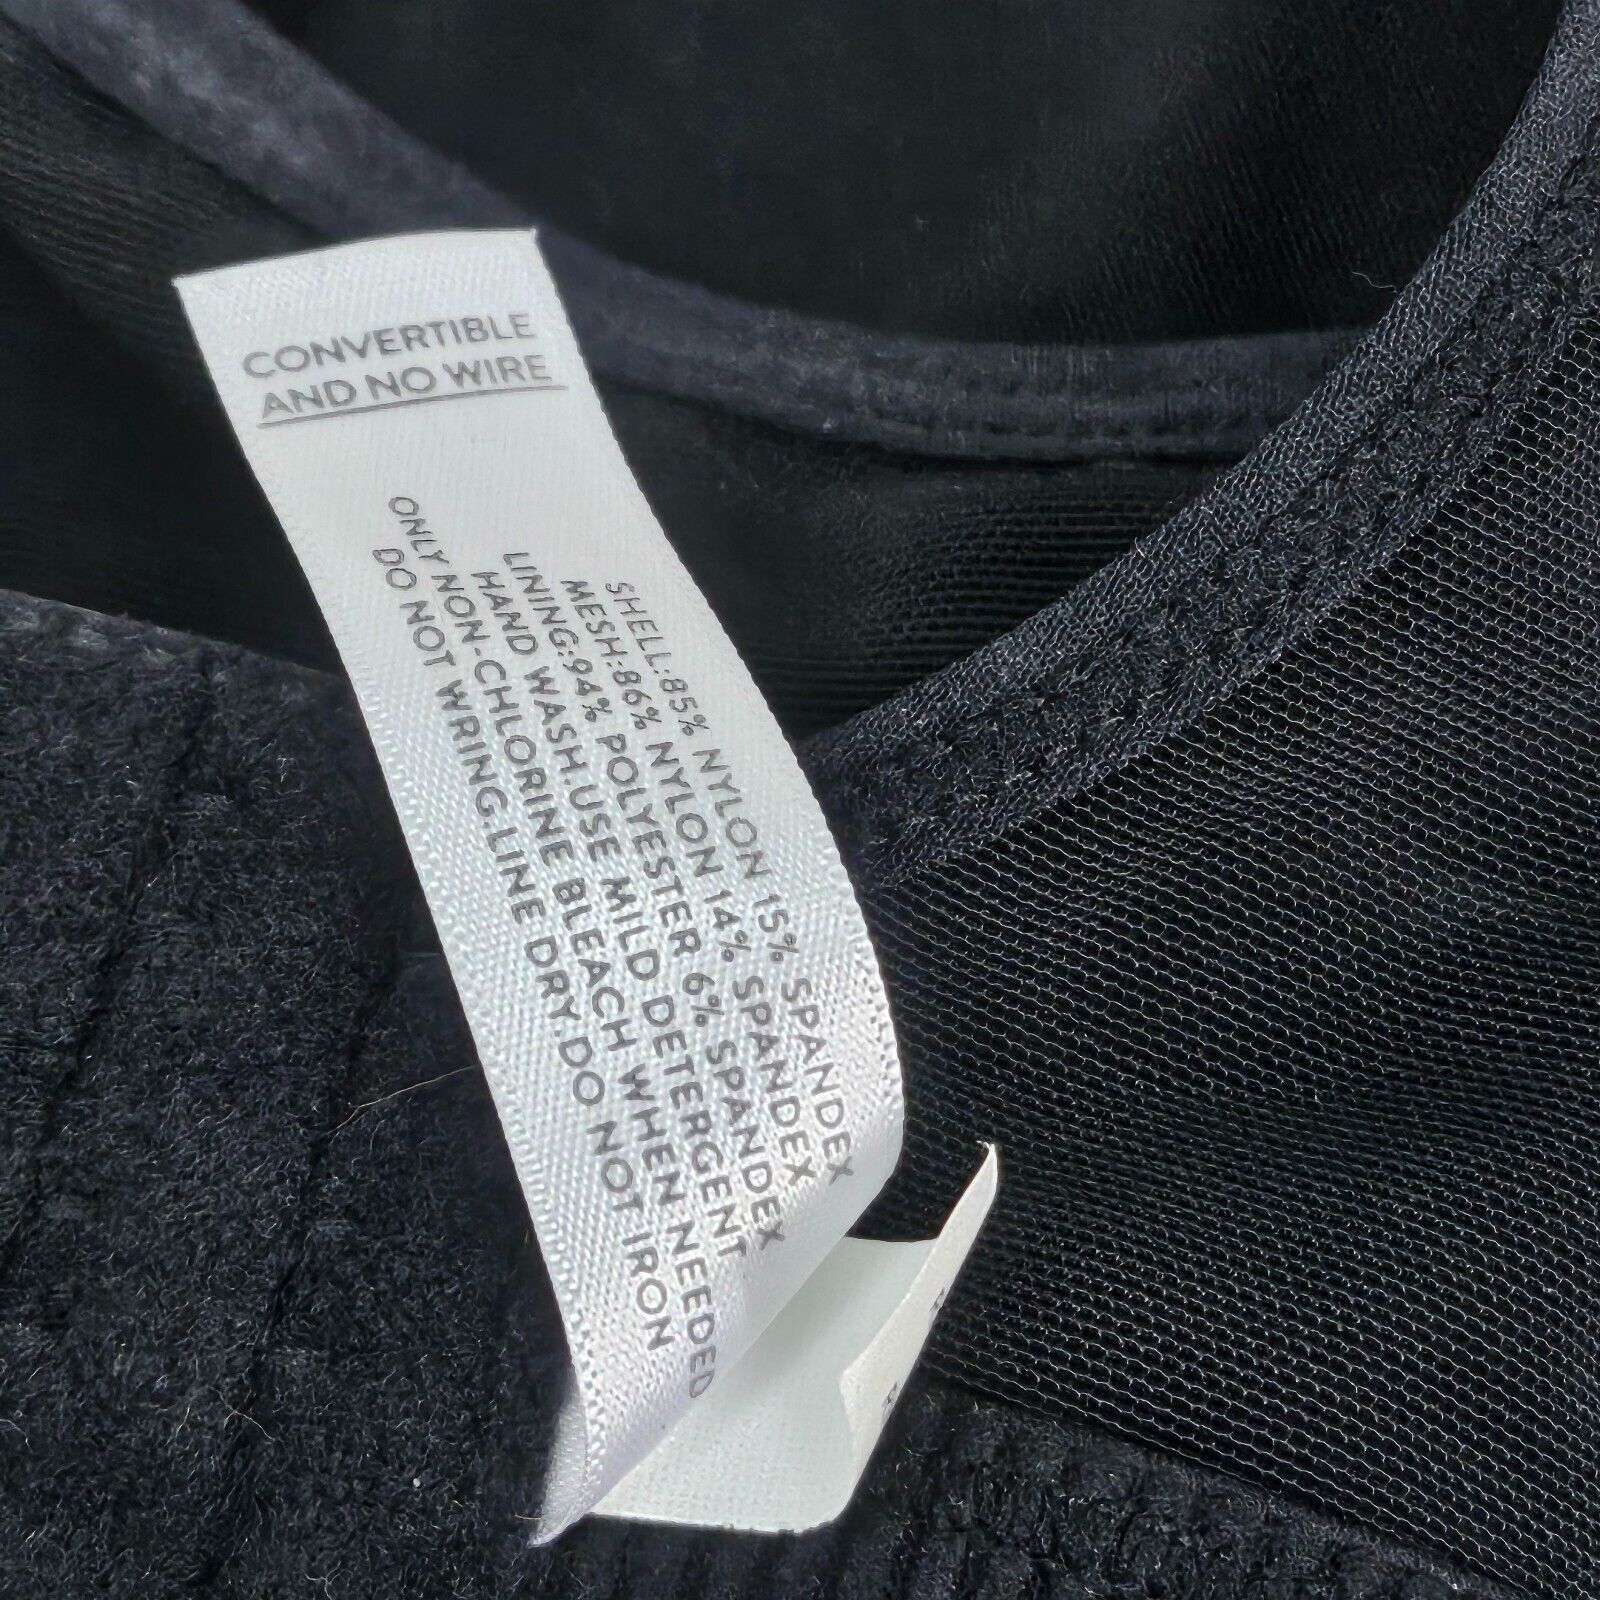 CONVERTIBLE
AND NO WIRE
SHELL:85% NYLON 15% SPANDEX
MESH:86% NYLON 14% SPANDEX
LINING:94% POLYESTER 6% SPANDEX
HAND WASH.USE MILD DETERGENT
ONLY NON-CHLORINE BLEACH WHEN NEEDED
DO NOT WRING.LINE DRY.DO NOT IRON